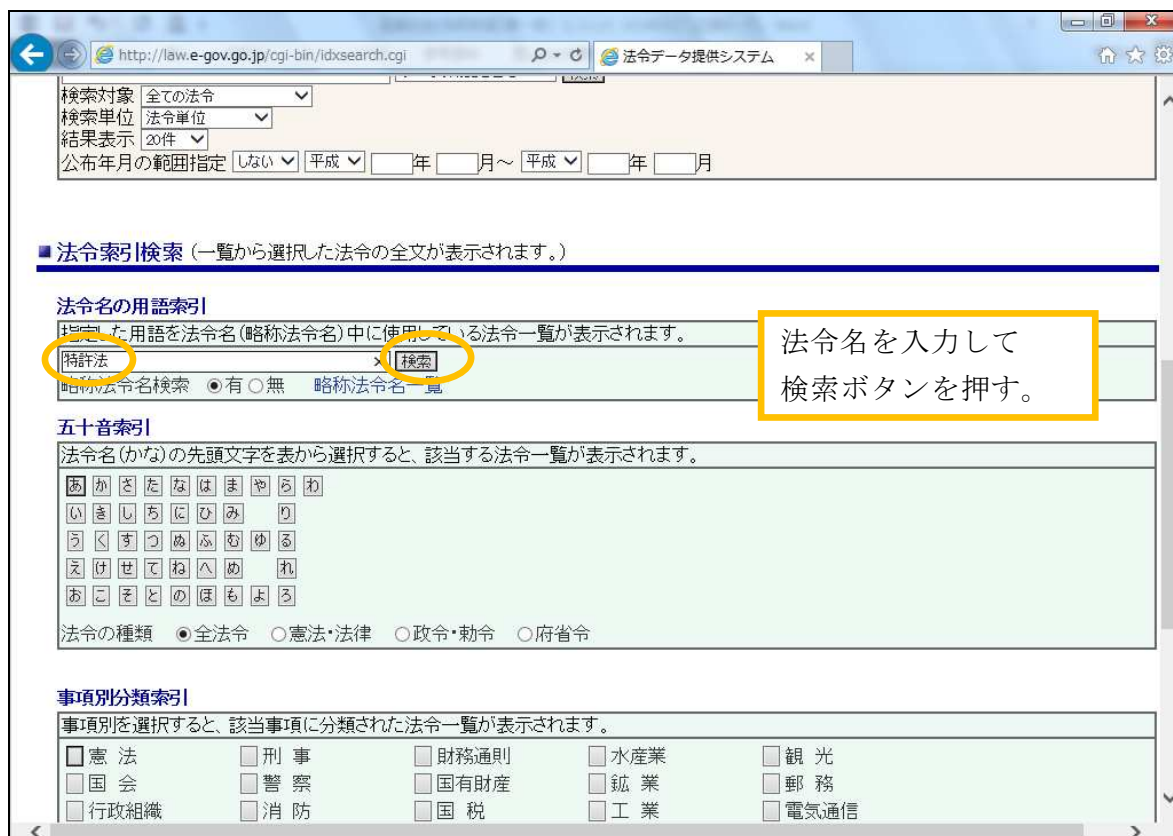 http://law.e-gov.go.jp/cgi-bin/idxsearch.cgi
法令データ提供システム ×
検索対象 全ての法令
検索単位 法令単位
結果表示 20件
公布年月の範囲指定 しない 平成 年 月～ 平成 年 月
■法令索引検索 (一覧から選択した法令の全文が表示されます。)
法令名の用語索引
指定した用語を法令名(略称法令名)中に使用している法令一覧が表示されます。
特許法 × 検索
略称法令名検索 ●有 ○無 略称法令名一覧
法令名を入力して
検索ボタンを押す。
五十音索引
法令名(かな)の先頭文字を表から選択すると、該当する法令一覧が表示されます。
あ か さ た な は ま や ら わ
い き し ち に ひ み り
う く す つ ぬ ふ む ゆ る
え け せ て ね へ め れ
お こ そ と の ほ も よ ろ
法令の種類 ●全法令 ○憲法・法律 ○政令・勅令 ○府省令
事項別分類索引
事項別を選択すると、該当事項に分類された法令一覧が表示されます。
憲 法 刑 事 財務通則 水産業 観 光
国 会 警 察 国有財産 鉱 業 郵 務
行政組織 消 防 国 税 工 業 電気通信